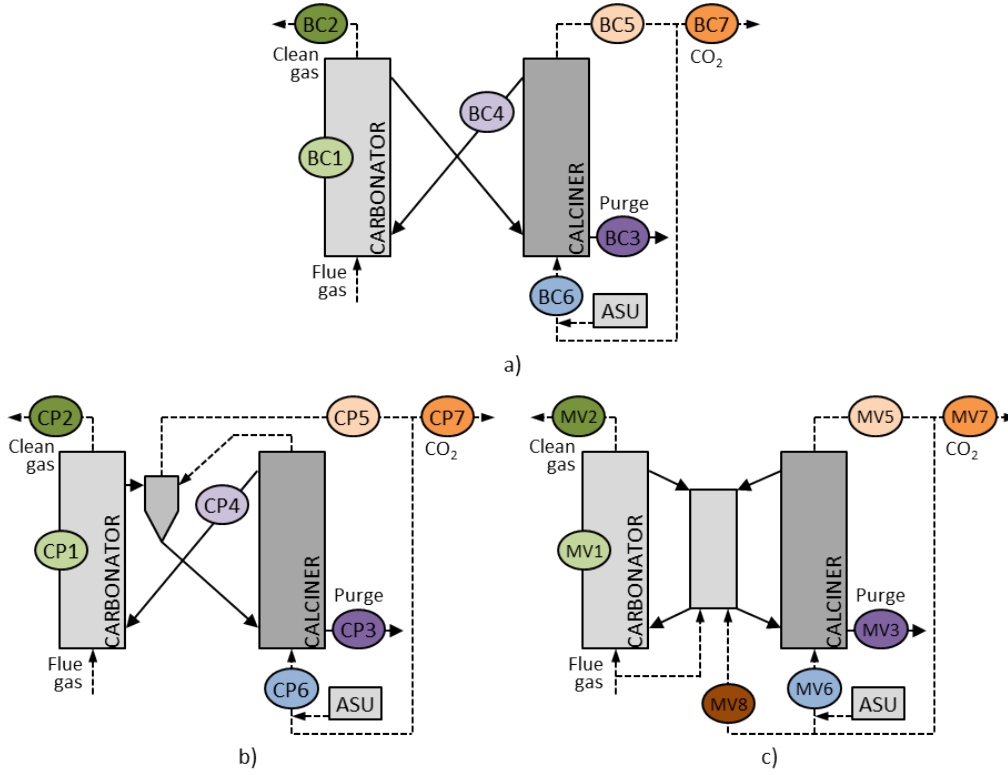 BC2
BC5
BC7
Clean
gas
CO₂
BC4
BC1
CARBONATOR
CALCINER
Purge
BC3
Flue
gas
BC6
ASU
a)
CP2
CP5
CP7
Clean
gas
CO₂
CP4
CP1
CARBONATOR
CALCINER
Purge
CP3
Flue
gas
CP6
ASU
b)
MV2
MV5
MV7
Clean
gas
CO₂
MV1
CARBONATOR
CALCINER
Purge
MV3
Flue
gas
MV8
MV6
ASU
c)